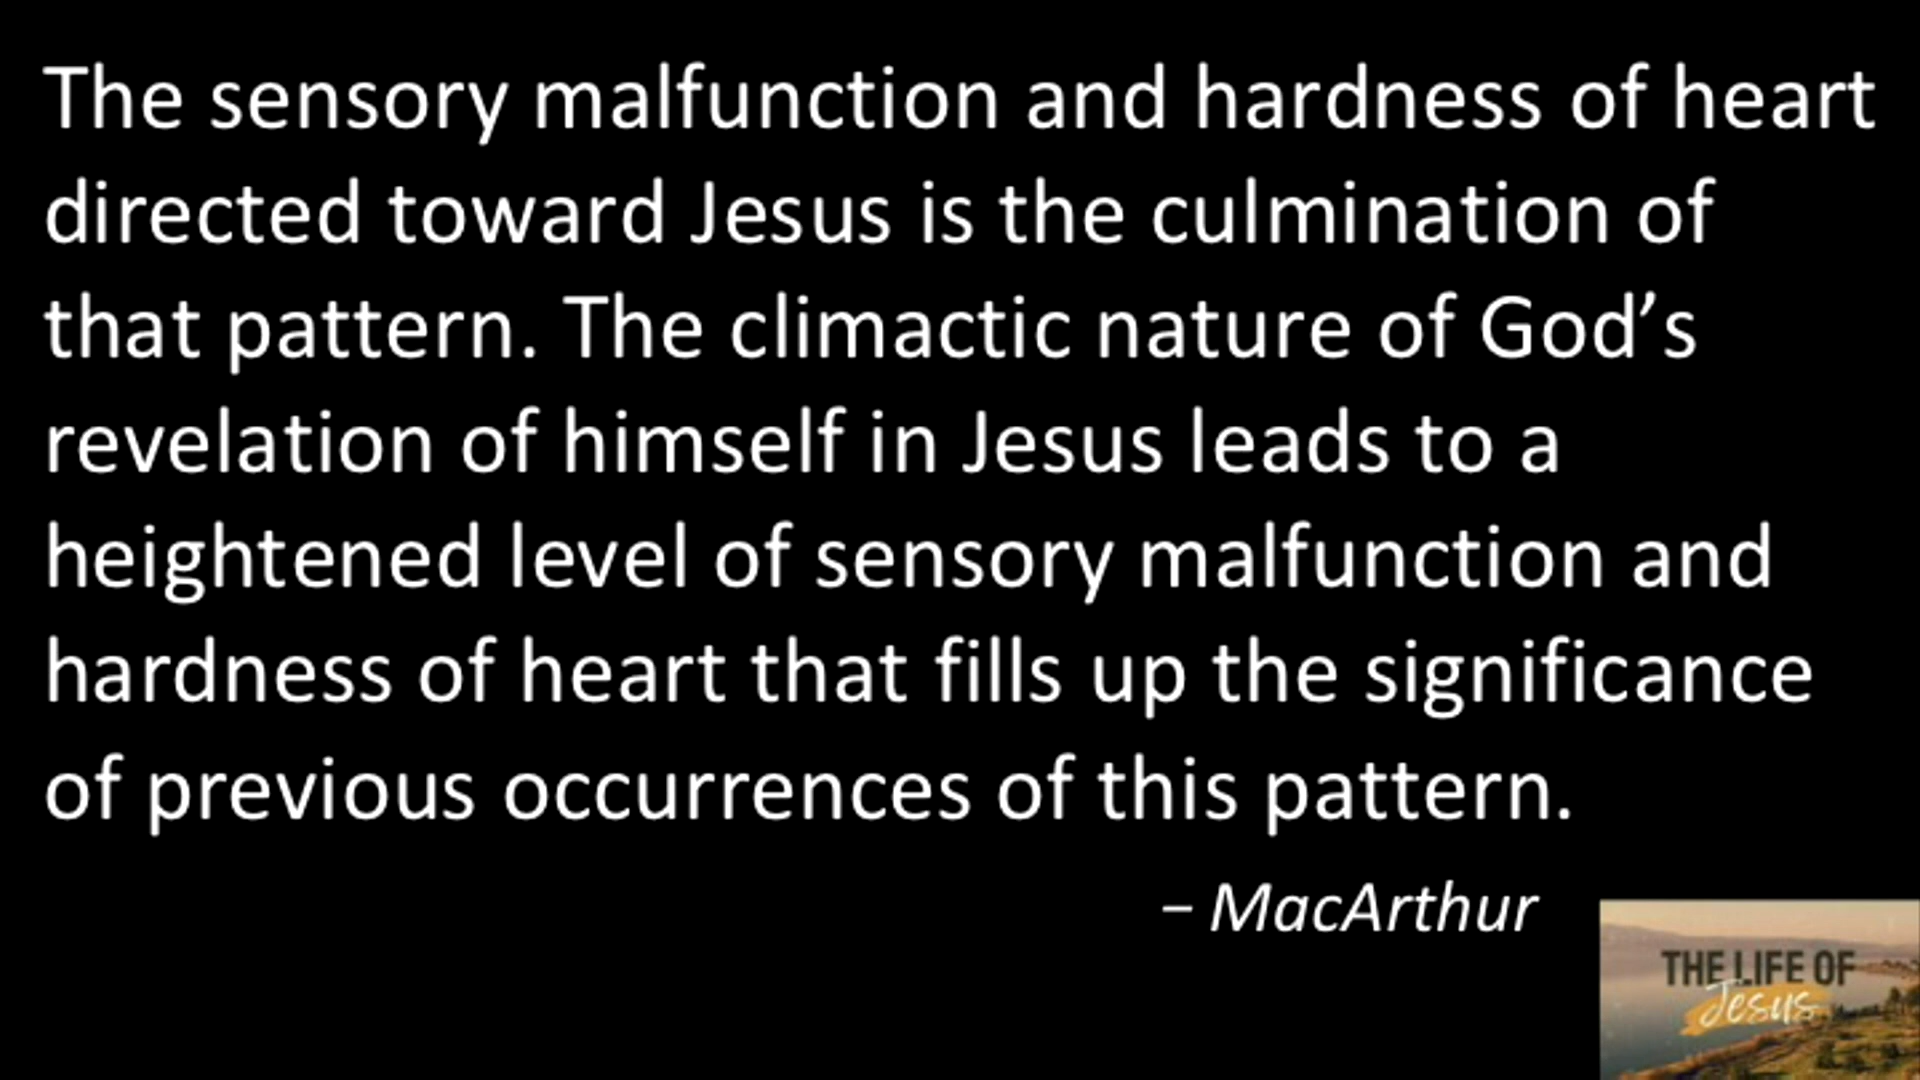 The sensory malfunction and hardness of heart
directed toward Jesus is the culmination of
that pattern. The climactic nature of God’s
revelation of himself in Jesus leads to a
heightened level of sensory malfunction and
hardness of heart that fills up the significance
of previous occurrences of this pattern.
– MacArthur
THE LIFE OF
Jesus